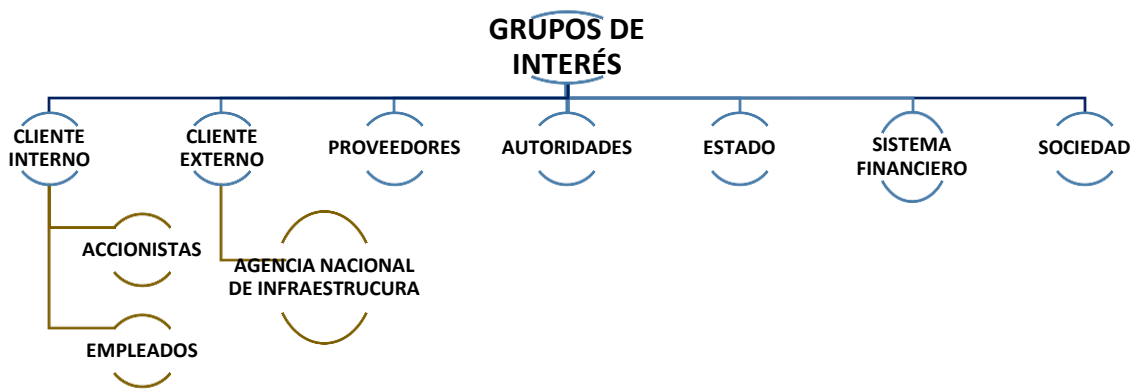 GRUPOS DE
INTERÉS
CLIENTE
INTERNO
CLIENTE
EXTERNO
PROVEEDORES
AUTORIDADES
ESTADO
SISTEMA
FINANCIERO
SOCIEDAD
ACCIONISTAS
AGENCIA NACIONAL
DE INFRAESTRUCURA
EMPLEADOS